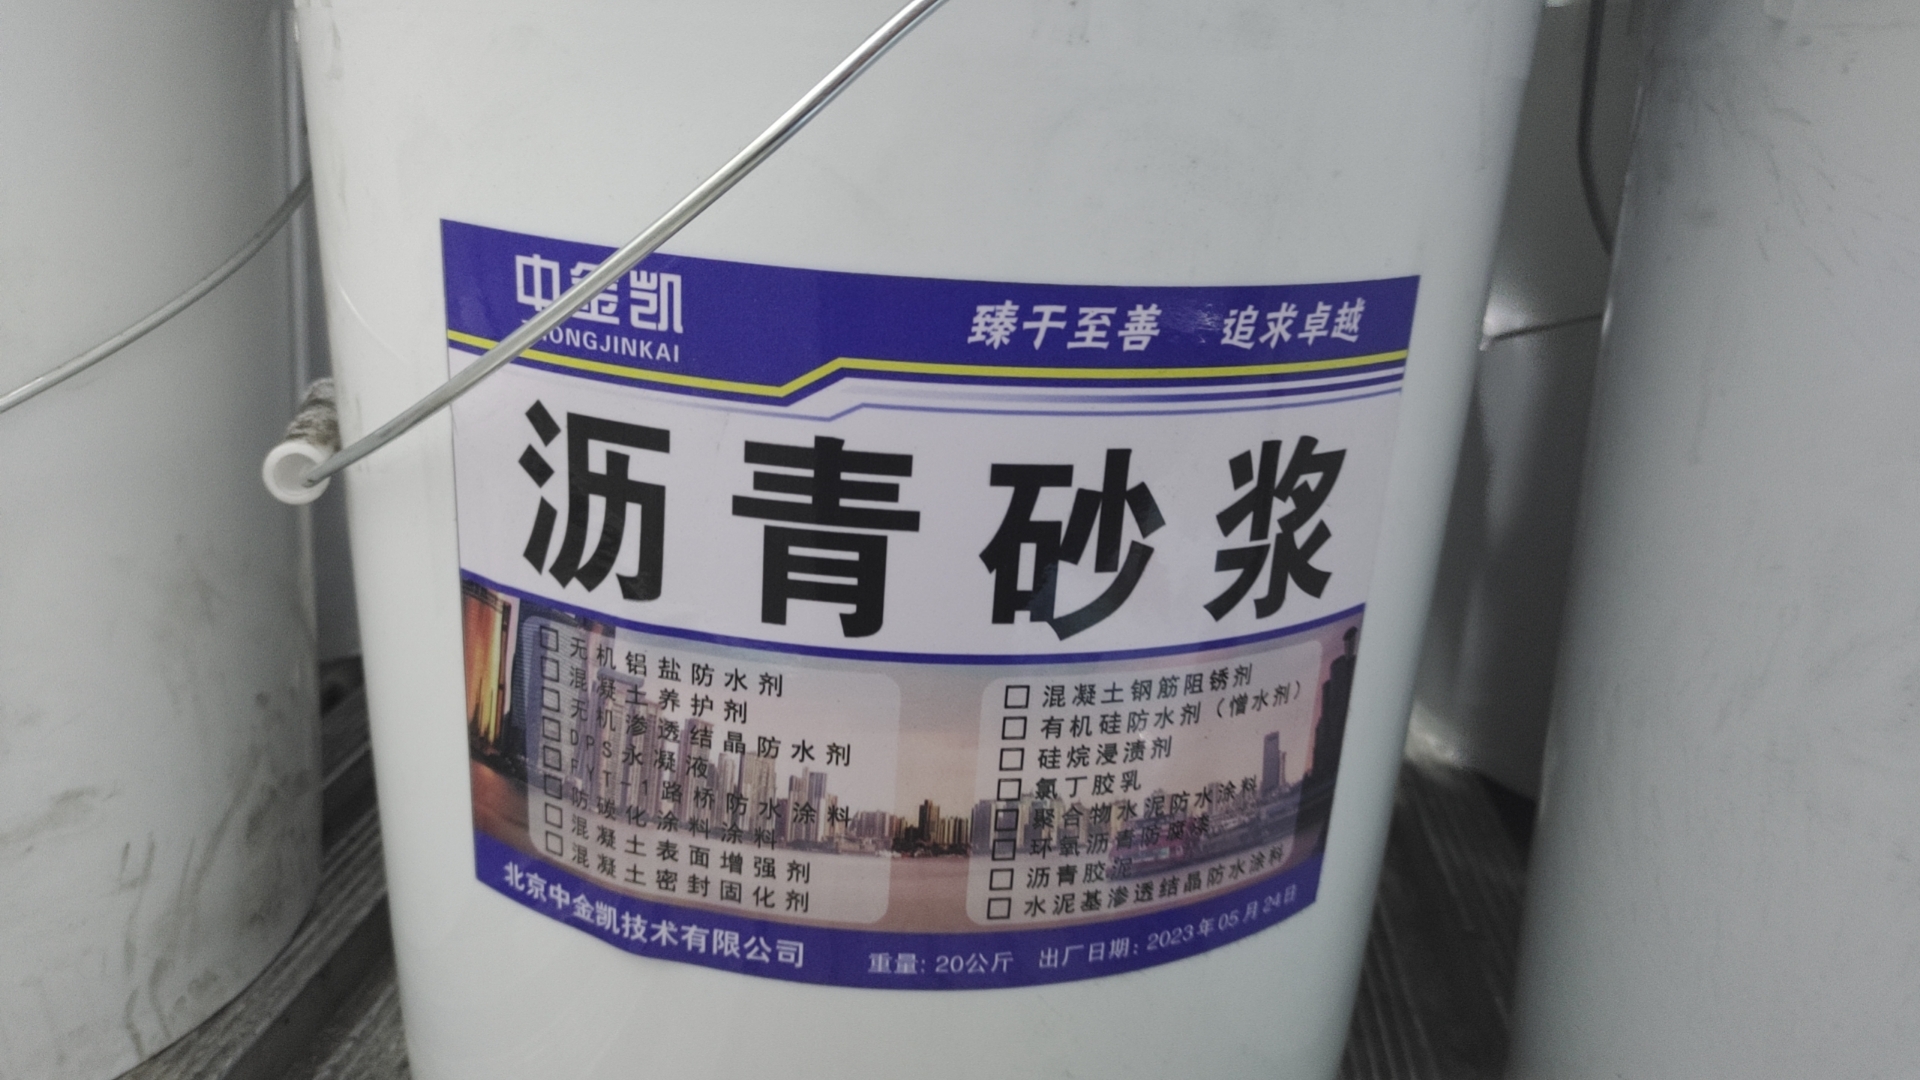 中金凯
ZHONGJINKAI
臻于至善 追求卓越
沥青砂浆
□ 无机铝盐防水剂
□ 混凝土养护剂
□ 无机渗透结晶防水剂
□ DPS永凝液
□ PYT-1路桥防水涂料
□ 防碳化涂料涂料
□ 混凝土表面增强剂
□ 混凝土密封固化剂
□ 混凝土钢筋阻锈剂
□ 有机硅防水剂（憎水剂）
□ 硅烷浸渍剂
□ 氯丁胶乳
□ 聚合物水泥防水涂料
□ 环氧沥青防腐漆
□ 沥青胶泥
□ 水泥基渗透结晶防水涂料
北京中金凯技术有限公司
重量: 20公斤 出厂日期: 2023年05月24日